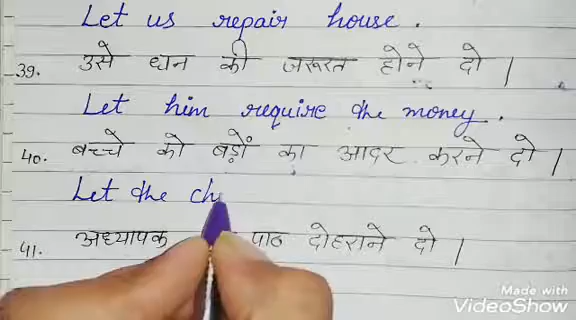 Let us repair house.
39. उसे धन की जरूरत होने दो |
Let him require the money.
40. बच्चे को बड़ों का आदर करने दो |
Let the ch
41. अध्यापक पाठ दोहराने दो |
Made with
VideoShow